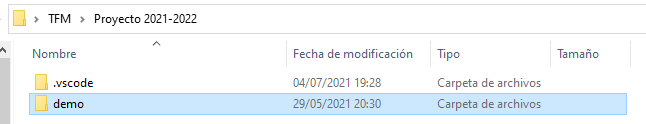 TFM > Proyecto 2021-2022
Nombre Fecha de modificación Tipo Tamaño
.vscode 04/07/2021 19:28 Carpeta de archivos
demo 29/05/2021 20:30 Carpeta de archivos